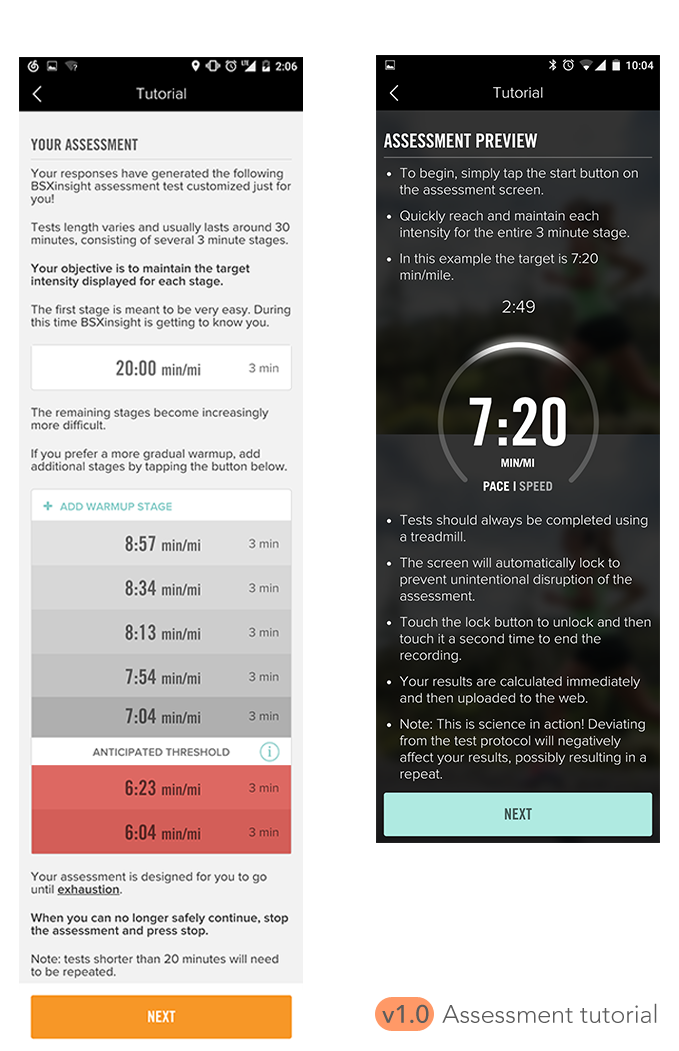 2:06
Tutorial
YOUR ASSESSMENT
Your responses have generated the following
BSXinsight assessment test customized just for
you!
Tests length varies and usually lasts around 30
minutes, consisting of several 3 minute stages.
Your objective is to maintain the target
intensity displayed for each stage.
The first stage is meant to be very easy. During
this time BSXinsight is getting to know you.
20:00 min/mi 3 min
The remaining stages become increasingly
more difficult.
If you prefer a more gradual warmup, add
additional stages by tapping the button below.
+ ADD WARMUP STAGE
8:57 min/mi 3 min
8:34 min/mi 3 min
8:13 min/mi 3 min
7:54 min/mi 3 min
7:04 min/mi 3 min
ANTICIPATED THRESHOLD i
6:23 min/mi 3 min
6:04 min/mi 3 min
Your assessment is designed for you to go
until exhaustion.
When you can no longer safely continue, stop
the assessment and press stop.
Note: tests shorter than 20 minutes will need
to be repeated.
NEXT
10:04
Tutorial
ASSESSMENT PREVIEW
• To begin, simply tap the start button on
the assessment screen.
• Quickly reach and maintain each
intensity for the entire 3 minute stage.
• In this example the target is 7:20
min/mile.
2:49
7:20
MIN/MI
PACE | SPEED
• Tests should always be completed using
a treadmill.
• The screen will automatically lock to
prevent unintentional disruption of the
assessment.
• Touch the lock button to unlock and then
touch it a second time to end the
recording.
• Your results are calculated immediately
and then uploaded to the web.
• Note: This is science in action! Deviating
from the test protocol will negatively
affect your results, possibly resulting in a
repeat.
NEXT
v1.0 Assessment tutorial